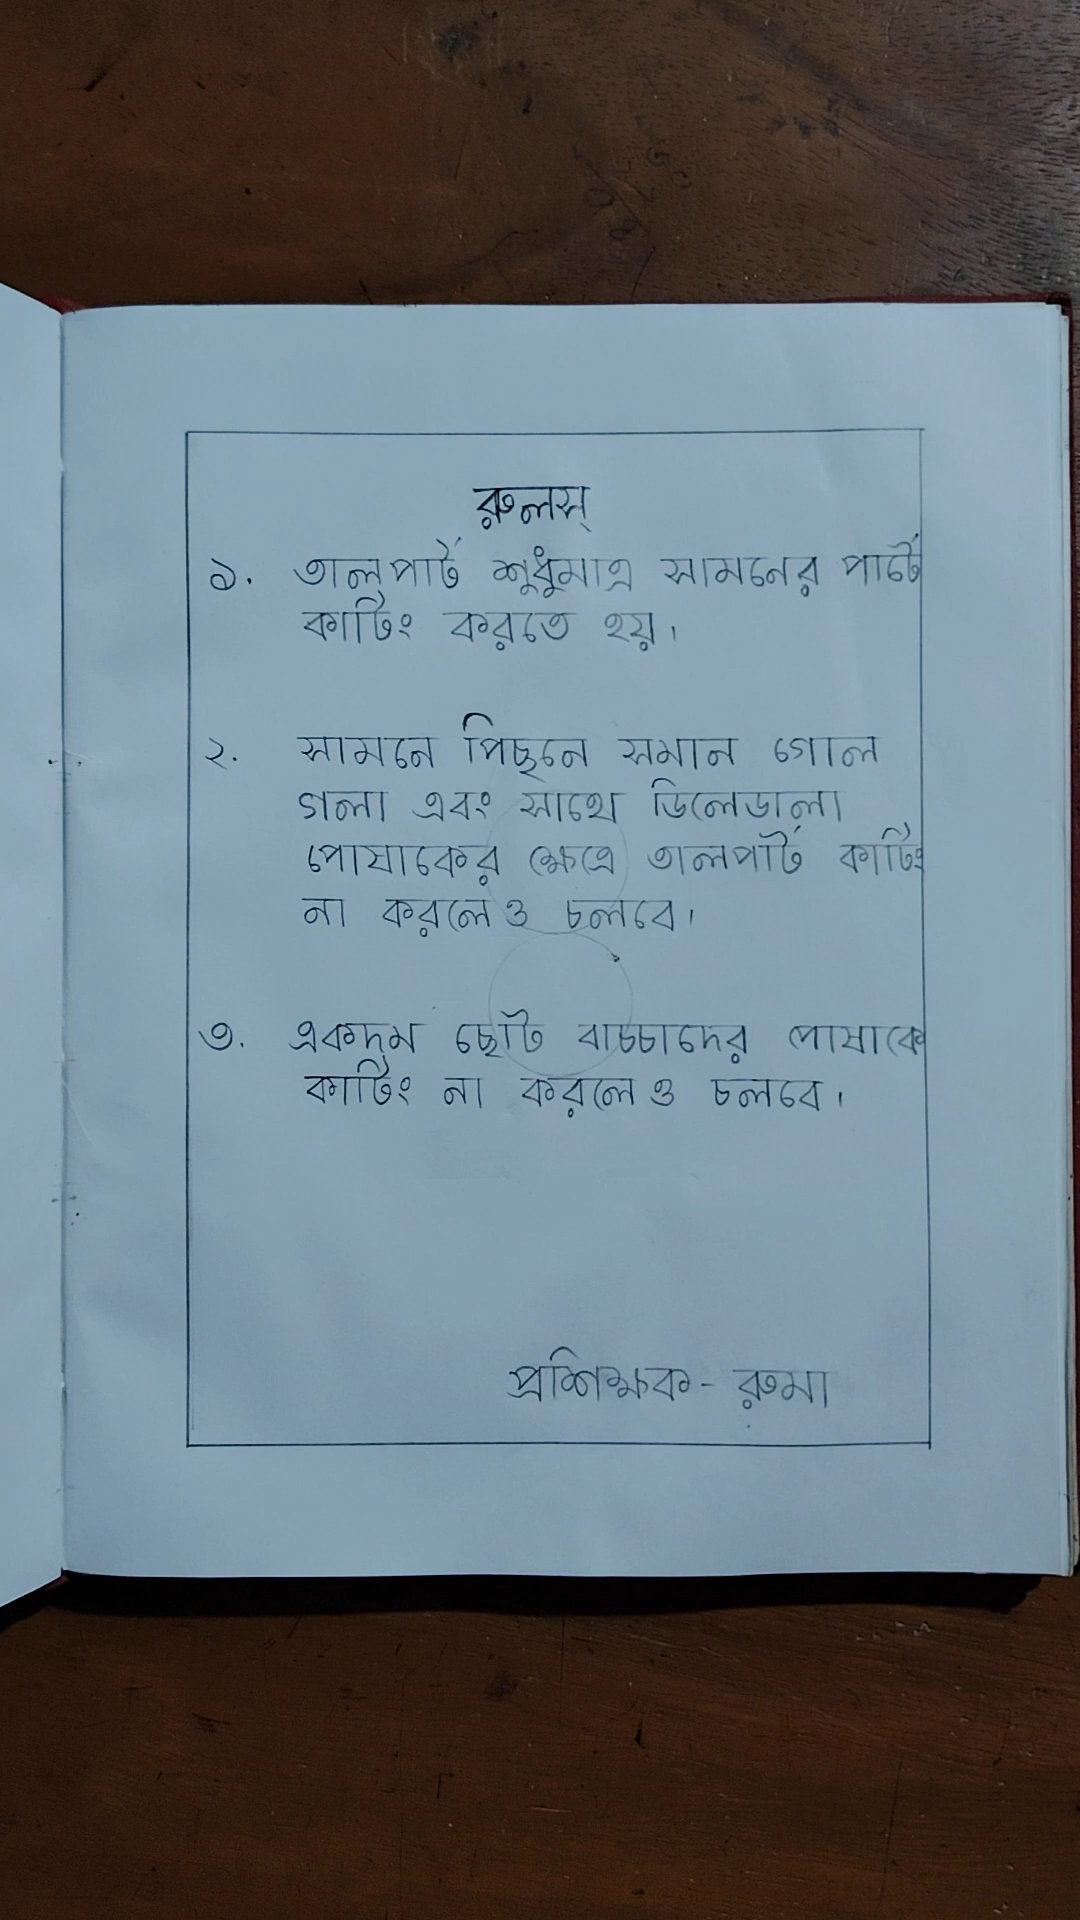 রুলস্
১. তালপার্ট শুধুমাত্র সামনের পার্টে
কাটিং করতে হয়।
২. সামনে পিছনে সমান গোল
গলা এবং সাথে ঢিলেঢালা
পোষাকের ক্ষেত্রে তালপার্ট কাটিং
না করলেও চলবে।
৩. একদম ছোট বাচ্চাদের পোষাকে
কাটিং না করলেও চলবে।
প্রশিক্ষক - রুমা